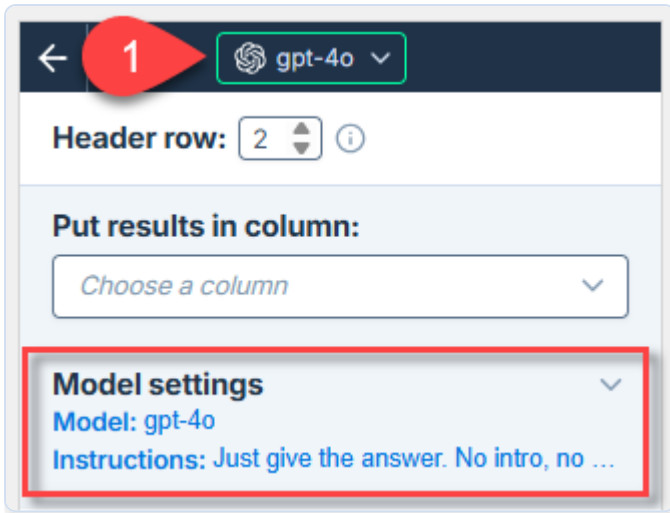 1 gpt-4o
Header row: 2
Put results in column:
Choose a column
Model settings
Model: gpt-4o
Instructions: Just give the answer. No intro, no ...